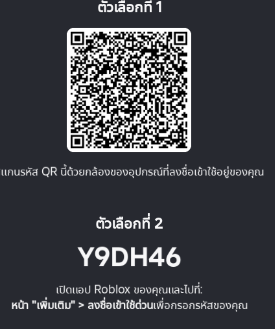 ตัวเลือกที่ 1
แกนรหัส QR นี้ด้วยกล้องของอุปกรณ์ที่ลงชื่อเข้าใช้อยู่ของคุณ
ตัวเลือกที่ 2
Y9DH46
เปิดแอป Roblox ของคุณและไปที่:
หน้า "เพิ่มเติม" > ลงชื่อเข้าใช้ด่วนเพื่อกรอกรหัสของคุณ